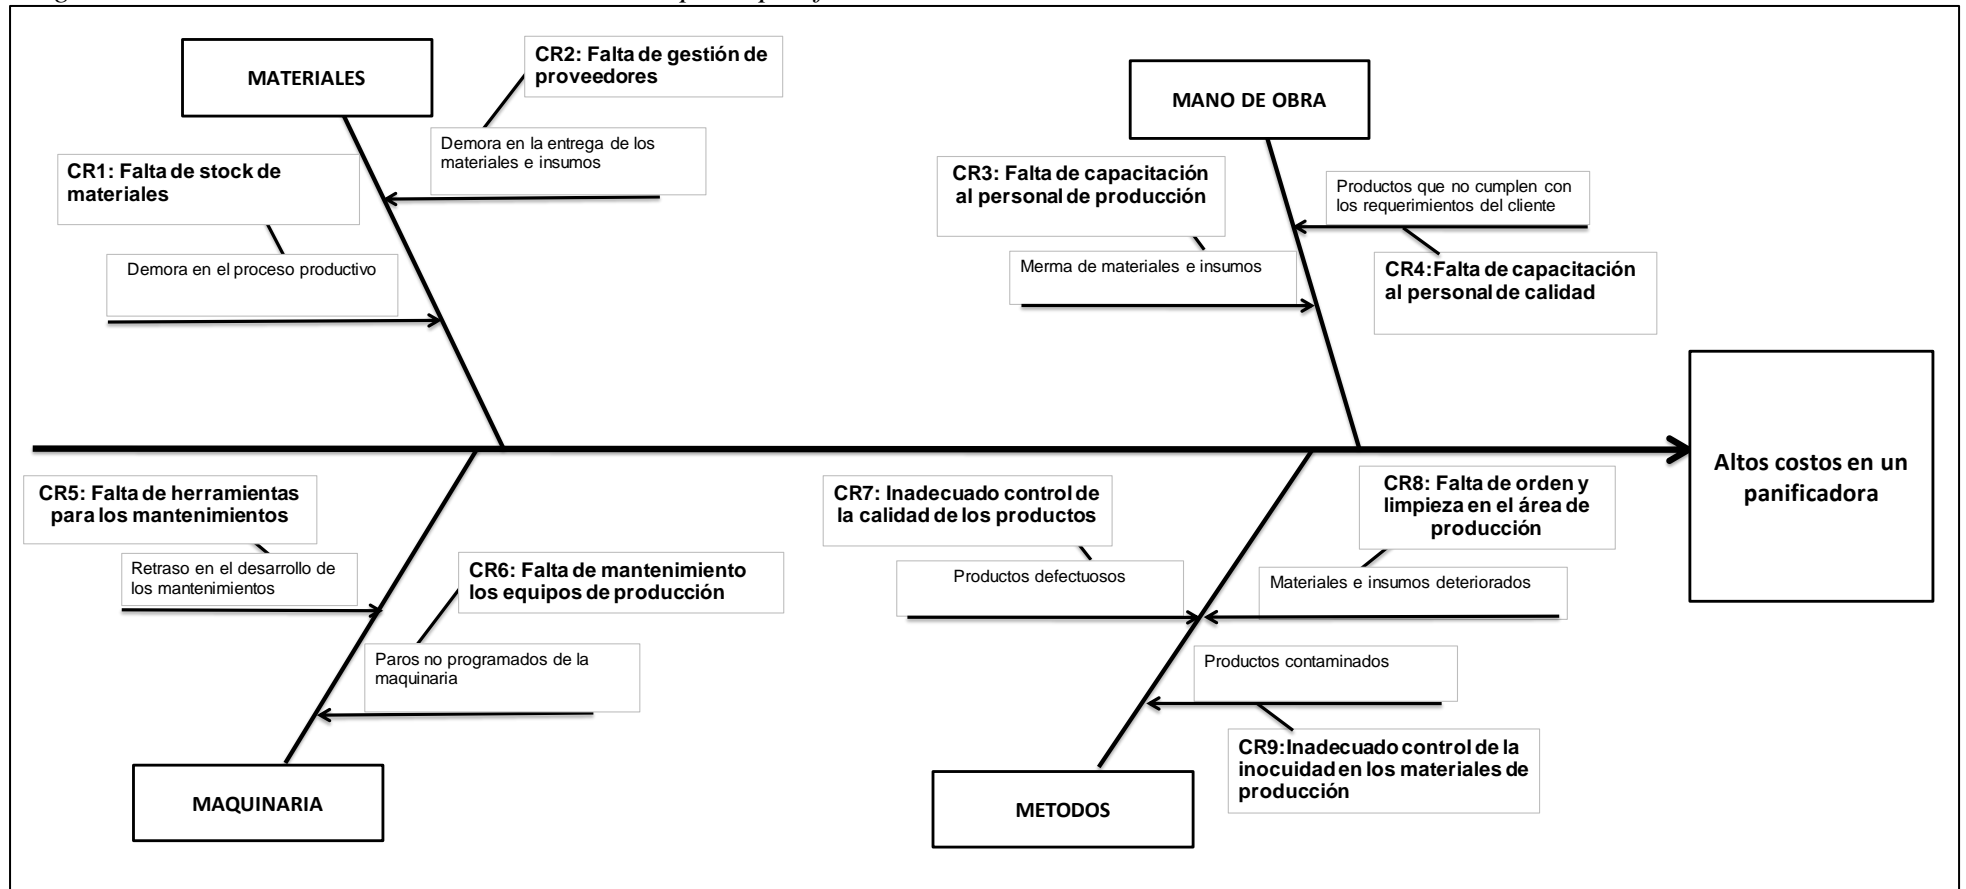 MATERIALES
CR2: Falta de gestión de
proveedores
Demora en la entrega de los
materiales e insumos
CR1: Falta de stock de
materiales
Demora en el proceso productivo
MANO DE OBRA
CR3: Falta de capacitación
al personal de producción
Merma de materiales e insumos
Productos que no cumplen con
los requerimientos del cliente
CR4:Falta de capacitación
al personal de calidad
Altos costos en un
panificadora
CR5: Falta de herramientas
para los mantenimientos
Retraso en el desarrollo de
los mantenimientos
CR6: Falta de mantenimiento
los equipos de producción
Paros no programados de la
maquinaria
MAQUINARIA
CR7: Inadecuado control de
la calidad de los productos
Productos defectuosos
CR8: Falta de orden y
limpieza en el área de
producción
Materiales e insumos deteriorados
Productos contaminados
CR9:Inadecuado control de la
inocuidad en los materiales de
producción
METODOS